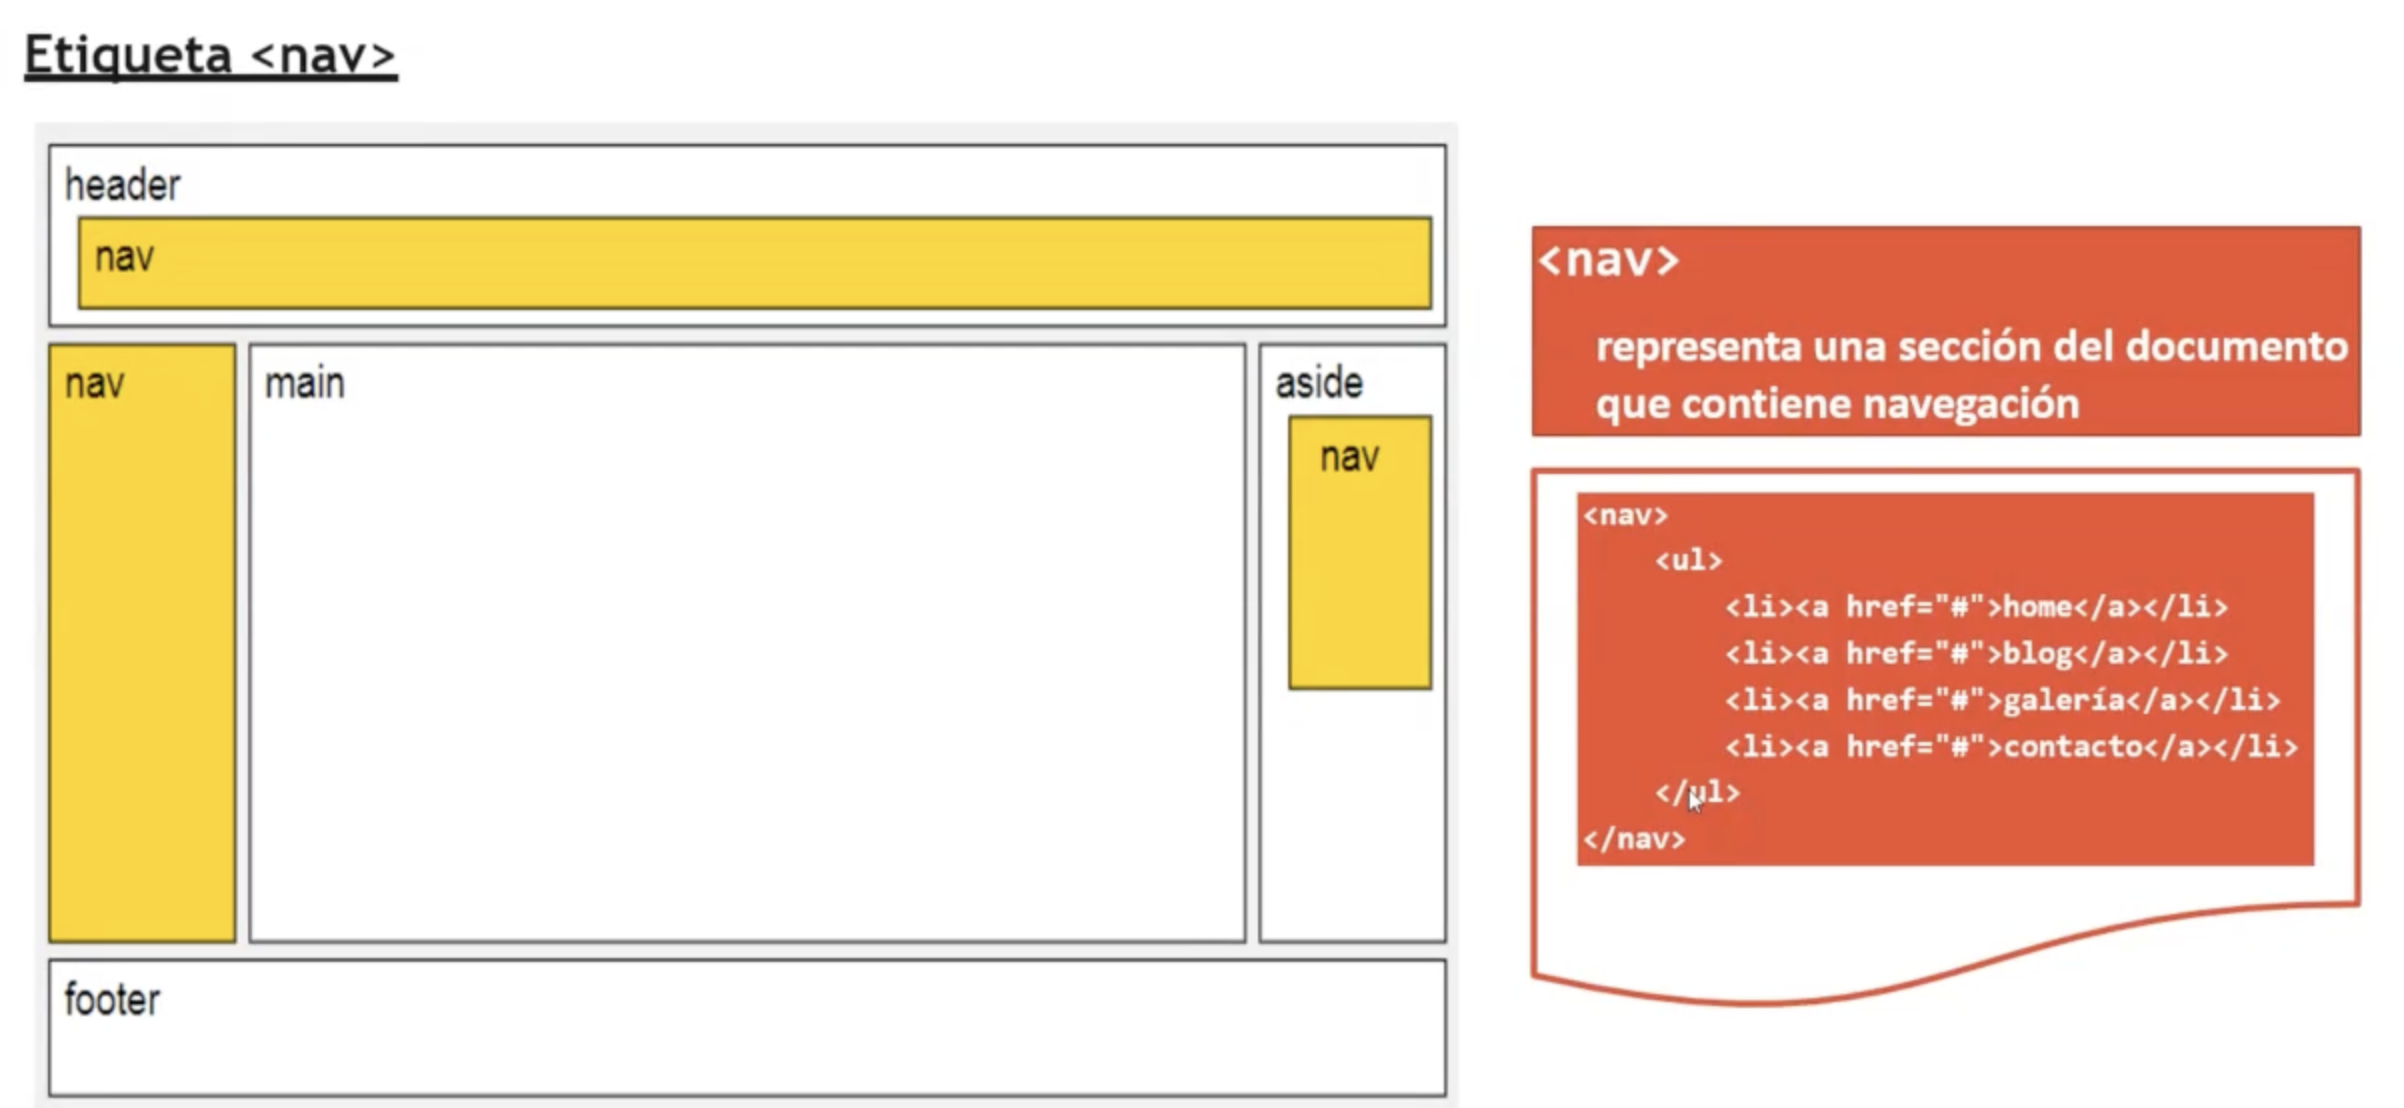 Etiqueta <nav>
header
nav
nav
main
aside
nav
footer
<nav>
representa una sección del documento
que contiene navegación
<nav>
<ul>
<li><a href="#">home</a></li>
<li><a href="#">blog</a></li>
<li><a href="#">galería</a></li>
<li><a href="#">contacto</a></li>
</ul>
</nav>